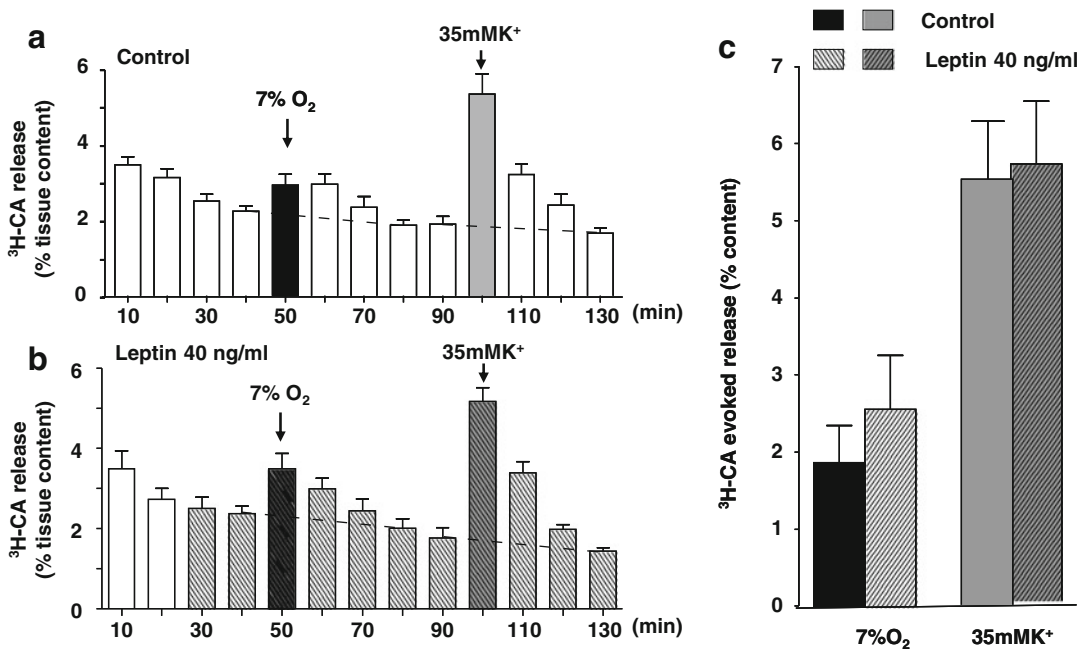 a
Control
35mMK⁺
7% O₂
³H-CA release
(% tissue content)
6
4
2
0
10 30 50 70 90 110 130 (min)
b
Leptin 40 ng/ml
35mMK⁺
7% O₂
³H-CA release
(% tissue content)
6
4
2
0
10 30 50 70 90 110 130 (min)
c
Control
Leptin 40 ng/ml
³H-CA evoked release (% content)
7
6
5
4
3
2
1
0
7%O₂ 35mMK⁺